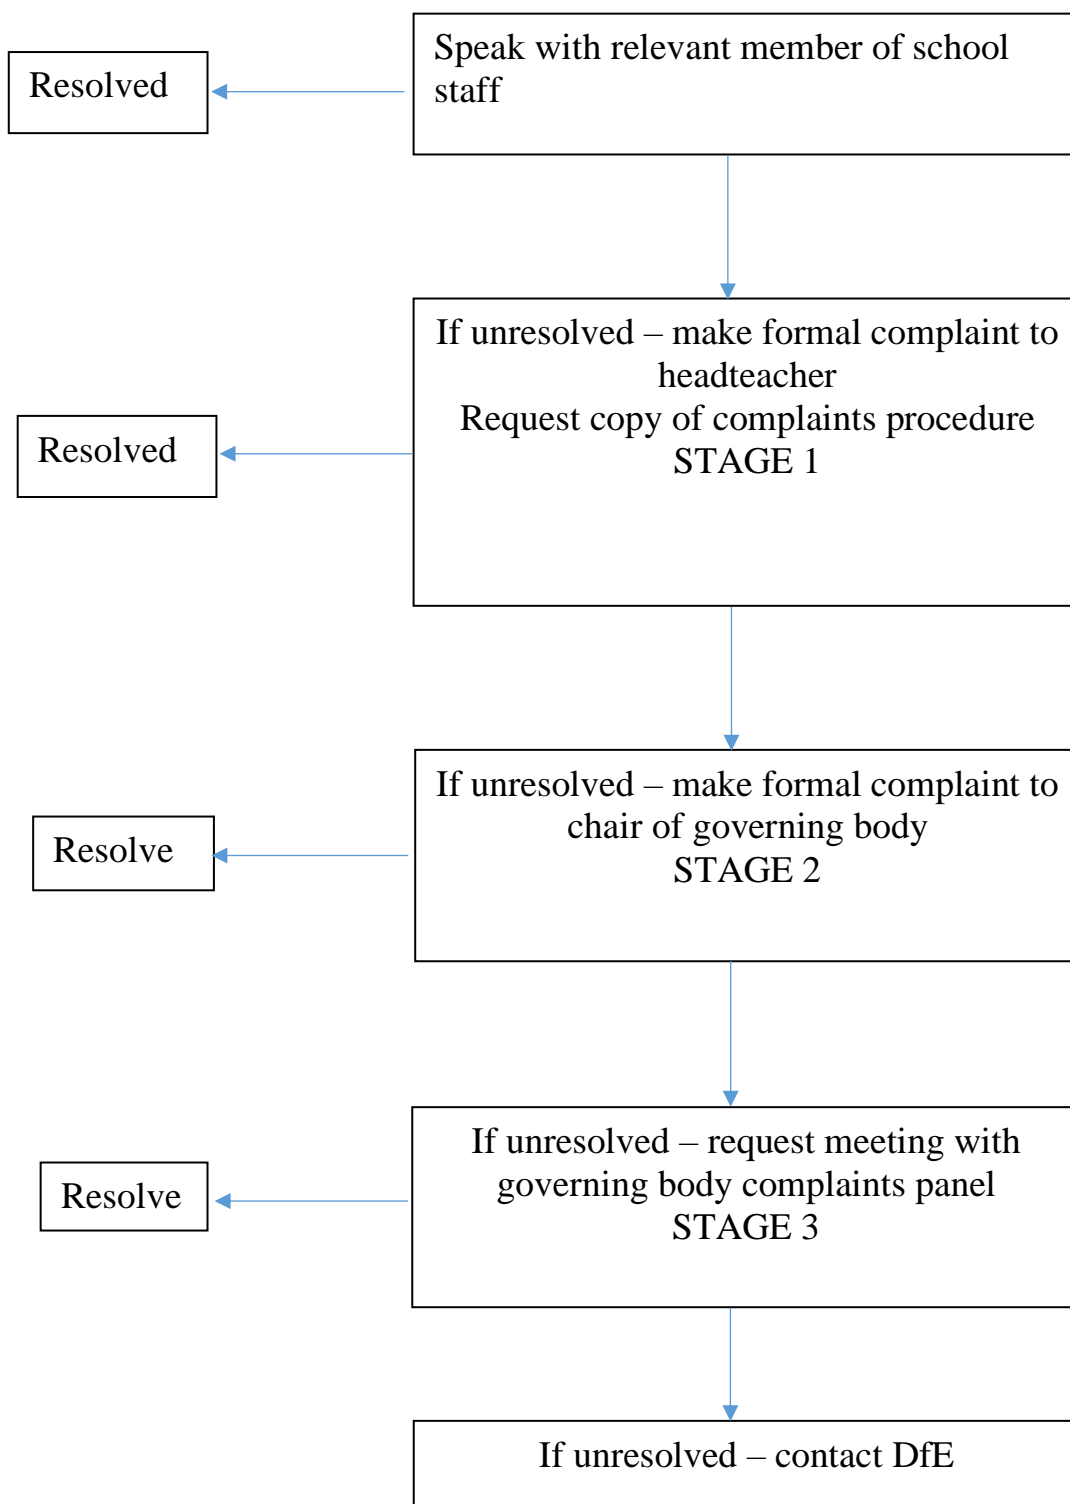 Speak with relevant member of school
staff
Resolved
If unresolved – make formal complaint to
headteacher
Request copy of complaints procedure
STAGE 1
Resolved
If unresolved – make formal complaint to
chair of governing body
STAGE 2
Resolve
If unresolved – request meeting with
governing body complaints panel
STAGE 3
Resolve
If unresolved – contact DfE